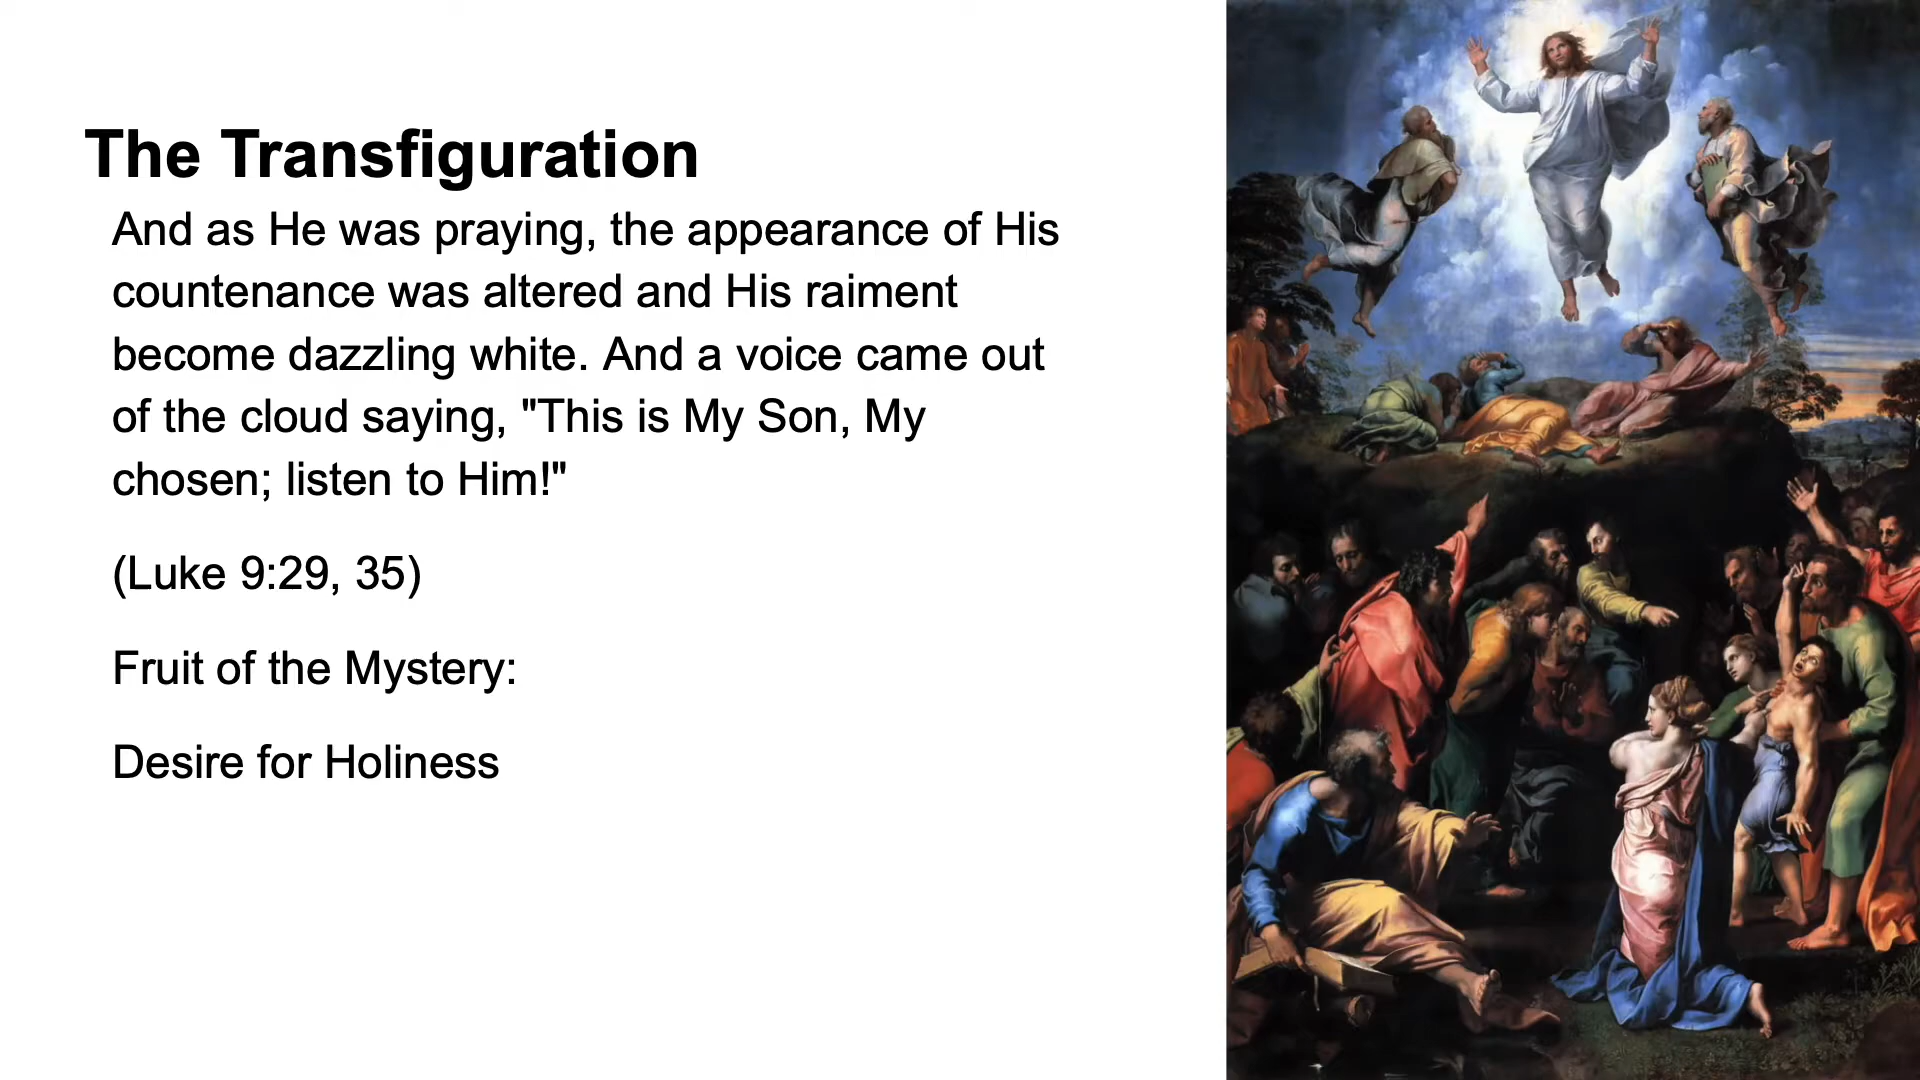 The Transfiguration
And as He was praying, the appearance of His
countenance was altered and His raiment
become dazzling white. And a voice came out
of the cloud saying, "This is My Son, My
chosen; listen to Him!"
(Luke 9:29, 35)
Fruit of the Mystery:
Desire for Holiness